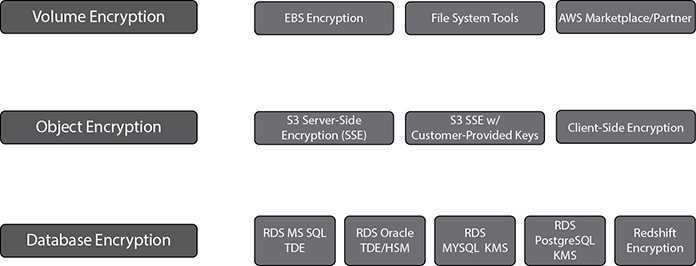 Volume Encryption
EBS Encryption
File System Tools
AWS Marketplace/Partner
Object Encryption
S3 Server-Side
Encryption (SSE)
S3 SSE w/
Customer-Provided Keys
Client-Side Encryption
Database Encryption
RDS MS SQL
TDE
RDS Oracle
TDE/HSM
RDS
MYSQL KMS
RDS
PostgreSQL
KMS
Redshift
Encryption